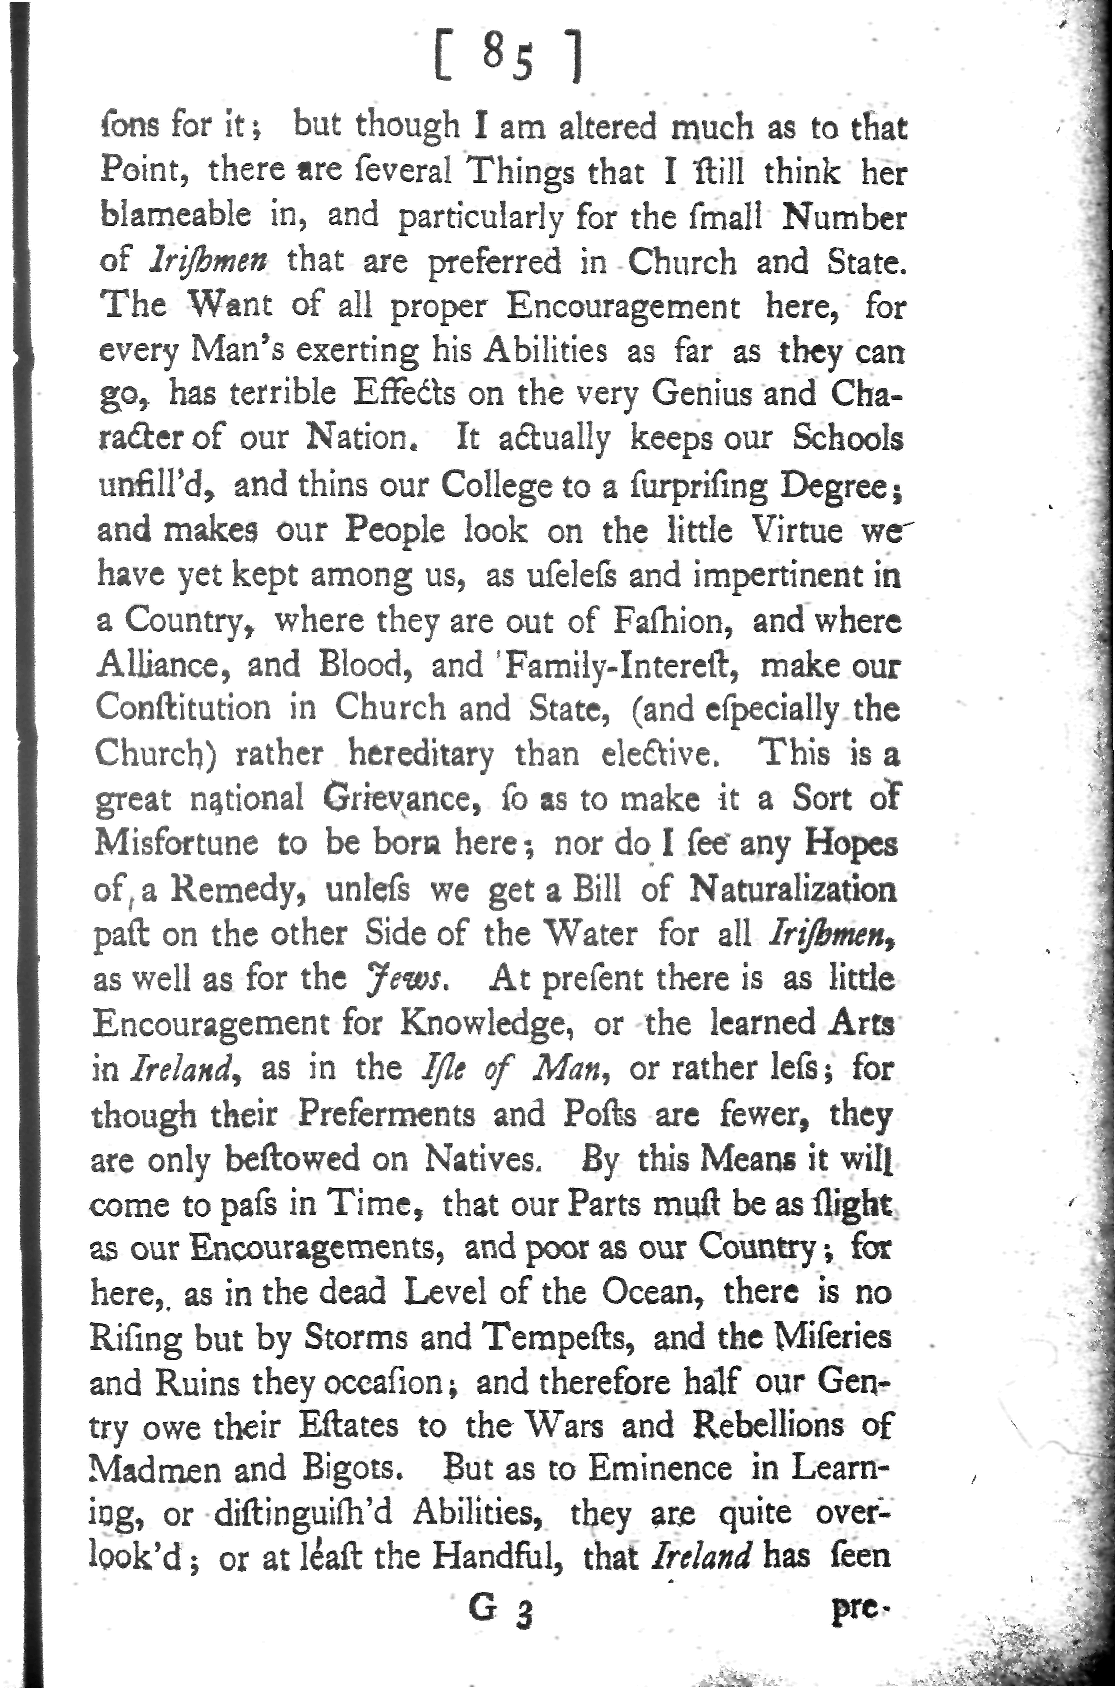 [ 85 ]
ſons for it; but though I am altered much as to that
Point, there are ſeveral Things that I ſtill think her
blameable in, and particularly for the ſmall Number
of Iriſhmen that are preferred in Church and State.
The Want of all proper Encouragement here, for
every Man's exerting his Abilities as far as they can
go, has terrible Effects on the very Genius and Cha-
racter of our Nation. It actually keeps our Schools
unfill'd, and thins our College to a ſurpriſing Degree;
and makes our People look on the little Virtue we
have yet kept among us, as uſeleſs and impertinent in
a Country, where they are out of Faſhion, and where
Alliance, and Blood, and Family-Intereſt, make our
Conſtitution in Church and State, (and eſpecially the
Church) rather hereditary than elective. This is a
great national Grievance, ſo as to make it a Sort of
Misfortune to be born here; nor do I ſee any Hopes
of a Remedy, unleſs we get a Bill of Naturalization
paſt on the other Side of the Water for all Iriſhmen,
as well as for the Jews. At preſent there is as little
Encouragement for Knowledge, or the learned Arts
in Ireland, as in the Iſle of Man, or rather leſs; for
though their Preferments and Poſts are fewer, they
are only beſtowed on Natives. By this Means it will
come to paſs in Time, that our Parts muſt be as ſlight
as our Encouragements, and poor as our Country; for
here, as in the dead Level of the Ocean, there is no
Riſing but by Storms and Tempeſts, and the Miſeries
and Ruins they occaſion; and therefore half our Gen-
try owe their Eſtates to the Wars and Rebellions of
Madmen and Bigots. But as to Eminence in Learn-
ing, or diſtinguiſh'd Abilities, they are quite over-
look'd; or at léaſt the Handful, that Ireland has ſeen
G 3 pre-